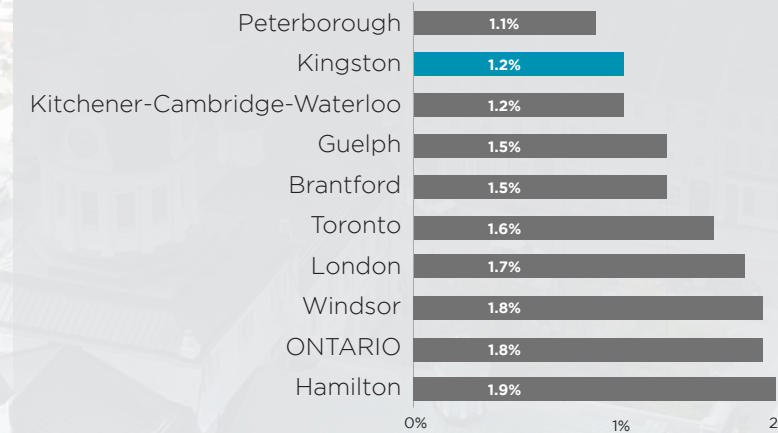 Peterborough 1.1%
Kingston 1.2%
Kitchener-Cambridge-Waterloo 1.2%
Guelph 1.5%
Brantford 1.5%
Toronto 1.6%
London 1.7%
Windsor 1.8%
ONTARIO 1.8%
Hamilton 1.9%
0% 1% 2